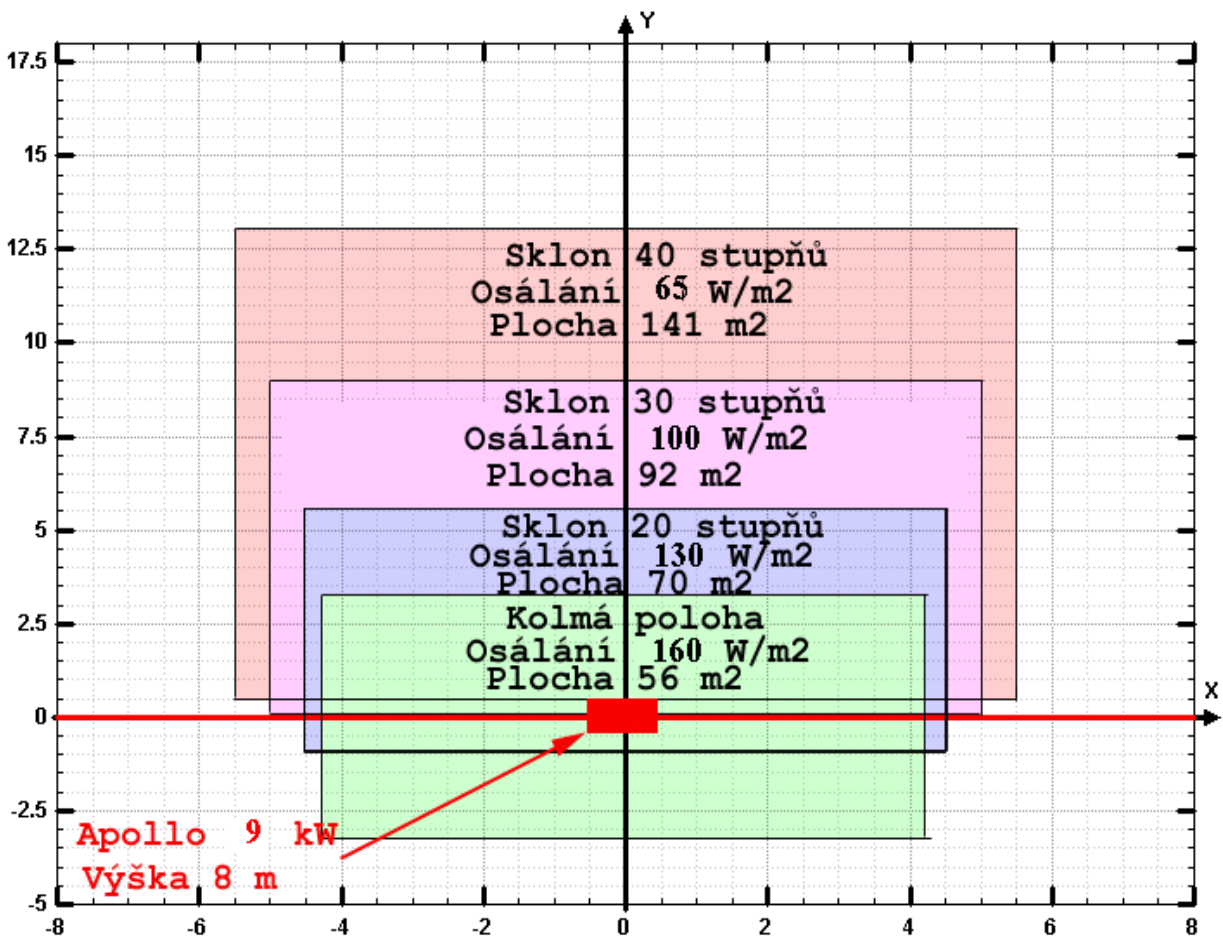 Y
17.5
15
12.5
10
7.5
5
2.5
0
-2.5
-5
Sklon 40 stupňů
Osálání 65 W/m2
Plocha 141 m2
Sklon 30 stupňů
Osálání 100 W/m2
Plocha 92 m2
Sklon 20 stupňů
Osálání 130 W/m2
Plocha 70 m2
Kolmá poloha
Osálání 160 W/m2
Plocha 56 m2
X
Apollo 9 kW
Výška 8 m
-8 -6 -4 -2 0 2 4 6 8